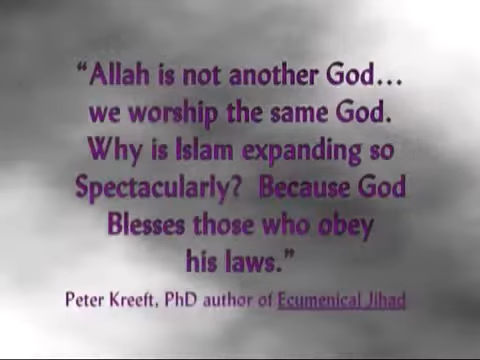 “Allah is not another God...
we worship the same God.
Why is Islam expanding so
Spectacularly? Because God
Blesses those who obey
his laws.”
Peter Kreeft, PhD author of Ecumenical Jihad